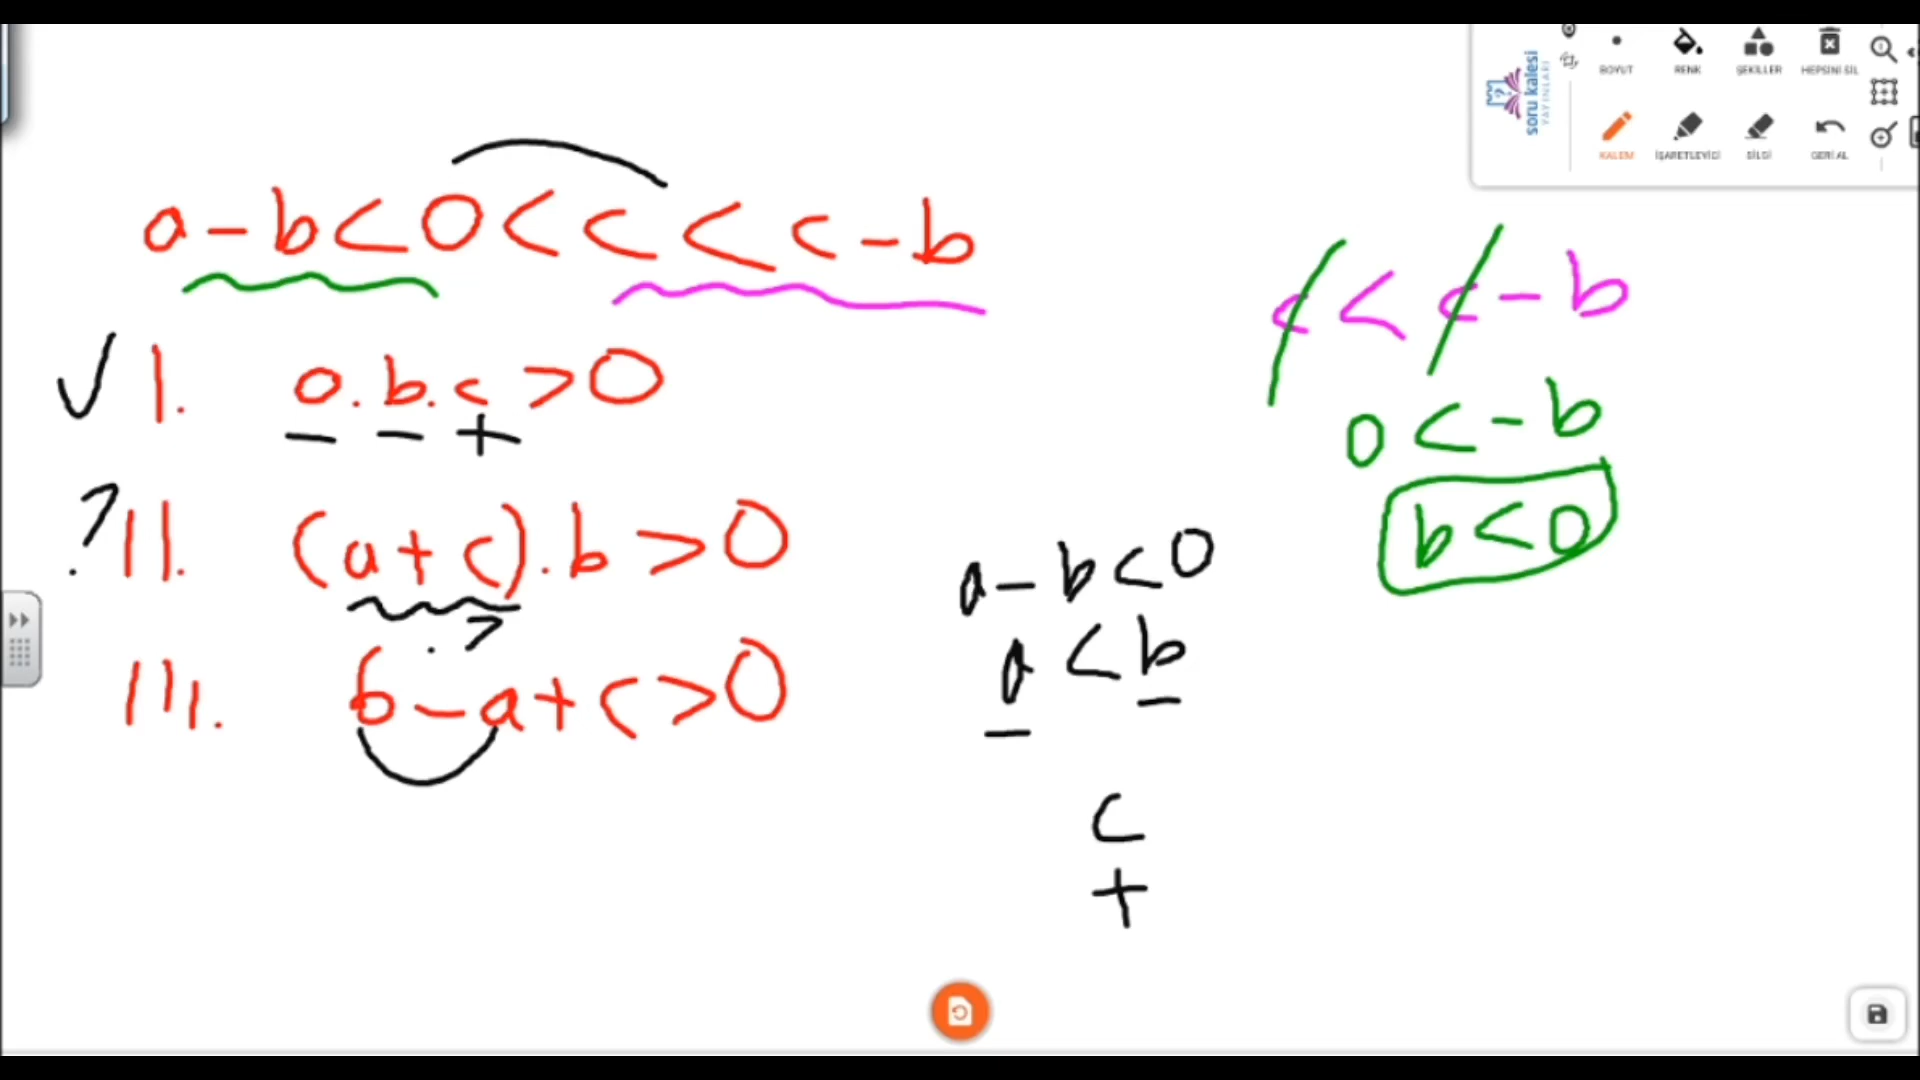 BOYUT RENK ŞEKİLLER HEPSİNİ SİL
soru kalesi
YAYINLARI
KALEM İŞARETLEYİCİ SİLGİ GERİ AL
a-b<0<c<c-b
c<c-b
I. a.b.c>0
- - +
0<-b
b<0
? II. (a+c).b>0
?
a-b<0
a<b
- -
III. b-a+c>0
c
+